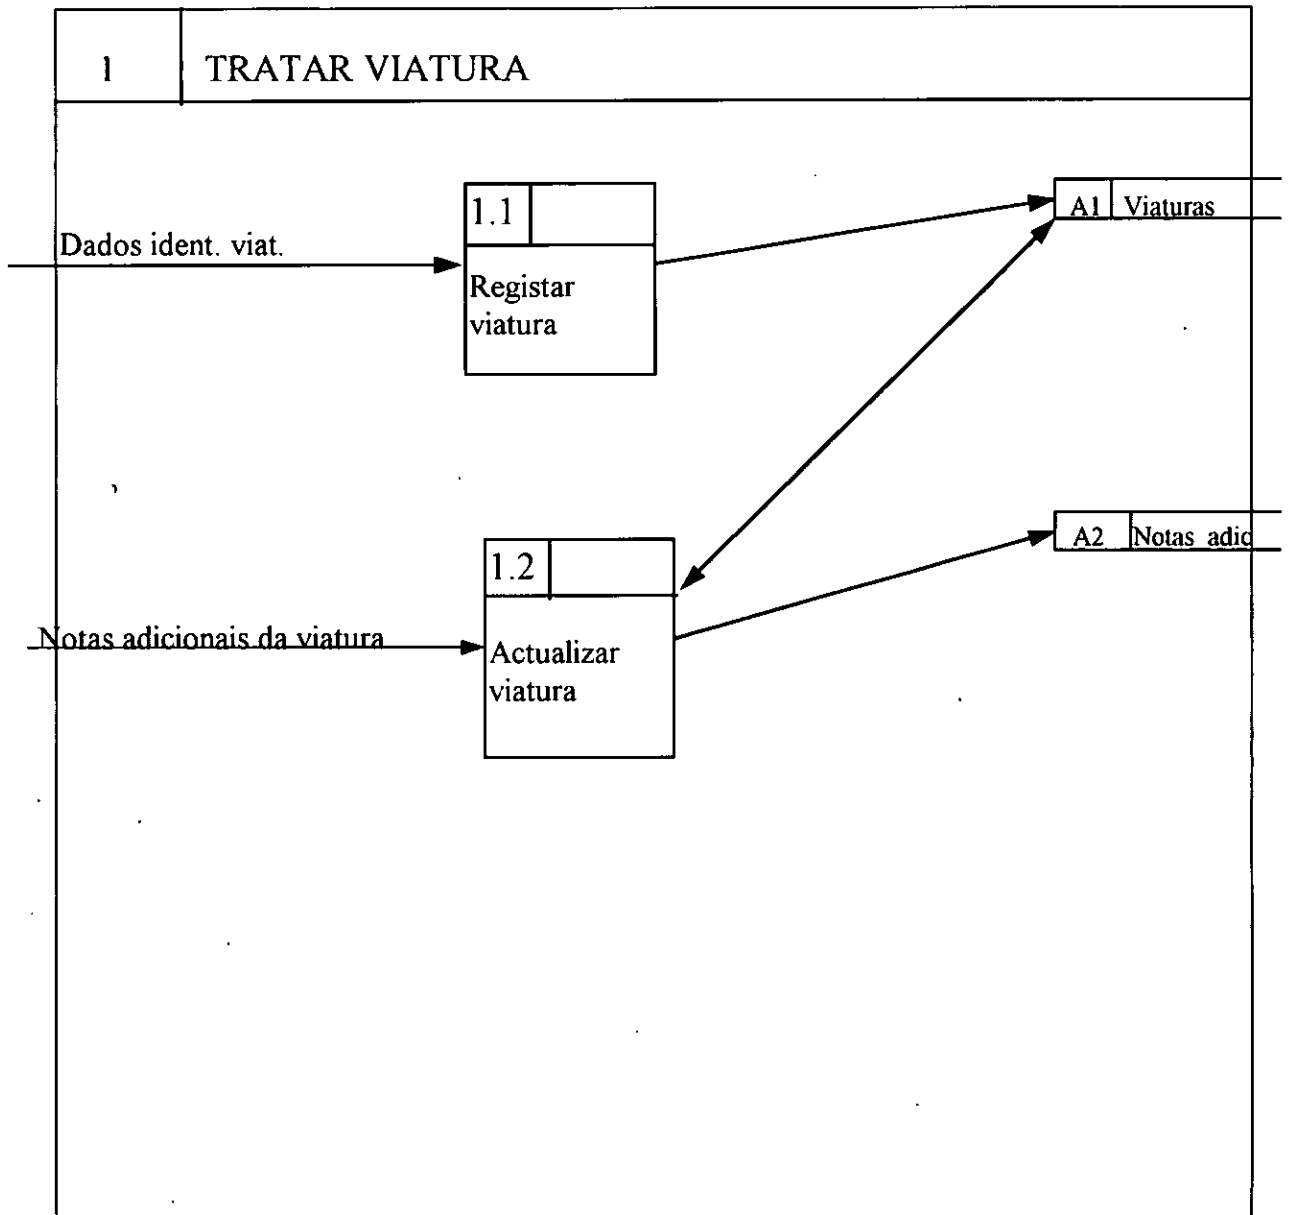 1 TRATAR VIATURA
1.1
A1 Viaturas
Dados ident. viat.
Registar
viatura
A2 Notas adic
1.2
Notas adicionais da viatura
Actualizar
viatura